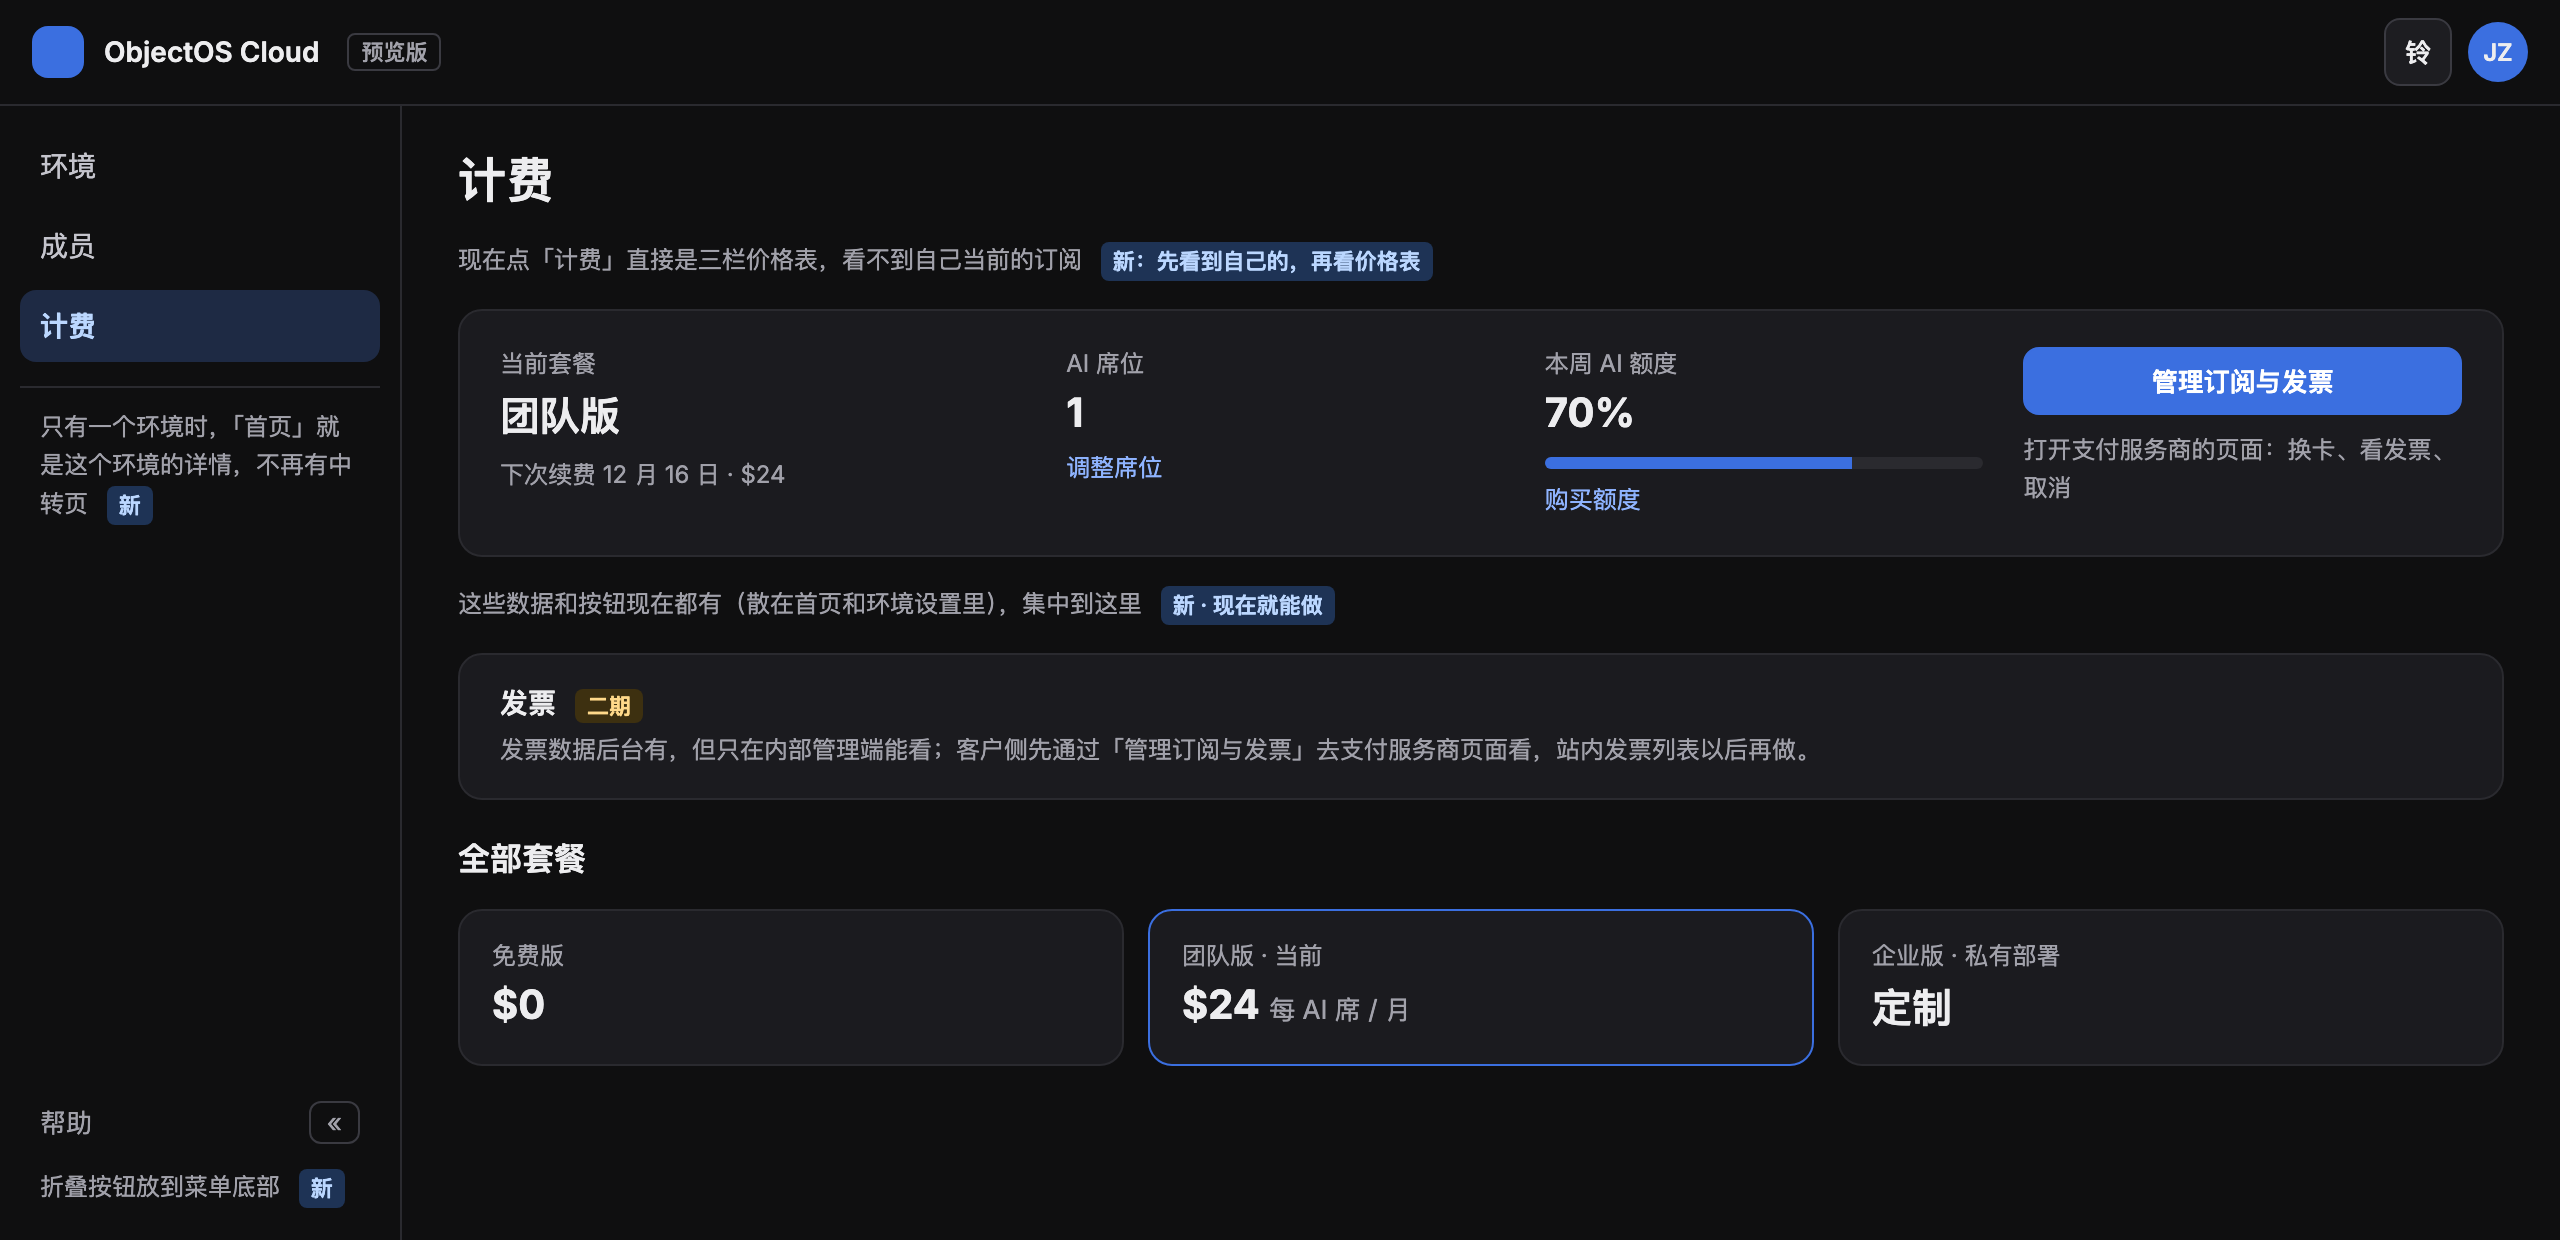 ObjectOS Cloud 预览版
铃 JZ
环境
成员
计费
只有一个环境时，「首页」就
是这个环境的详情，不再有中
转页 新
帮助 «
折叠按钮放到菜单底部 新
计费
现在点「计费」直接是三栏价格表，看不到自己当前的订阅 新：先看到自己的，再看价格表
当前套餐
团队版
下次续费 12 月 16 日 · $24
AI 席位
1
调整席位
本周 AI 额度
70%
购买额度
管理订阅与发票
打开支付服务商的页面：换卡、看发票、
取消
这些数据和按钮现在都有（散在首页和环境设置里），集中到这里 新 · 现在就能做
发票 二期
发票数据后台有，但只在内部管理端能看；客户侧先通过「管理订阅与发票」去支付服务商页面看，站内发票列表以后再做。
全部套餐
免费版
$0
团队版 · 当前
$24 每 AI 席 / 月
企业版 · 私有部署
定制